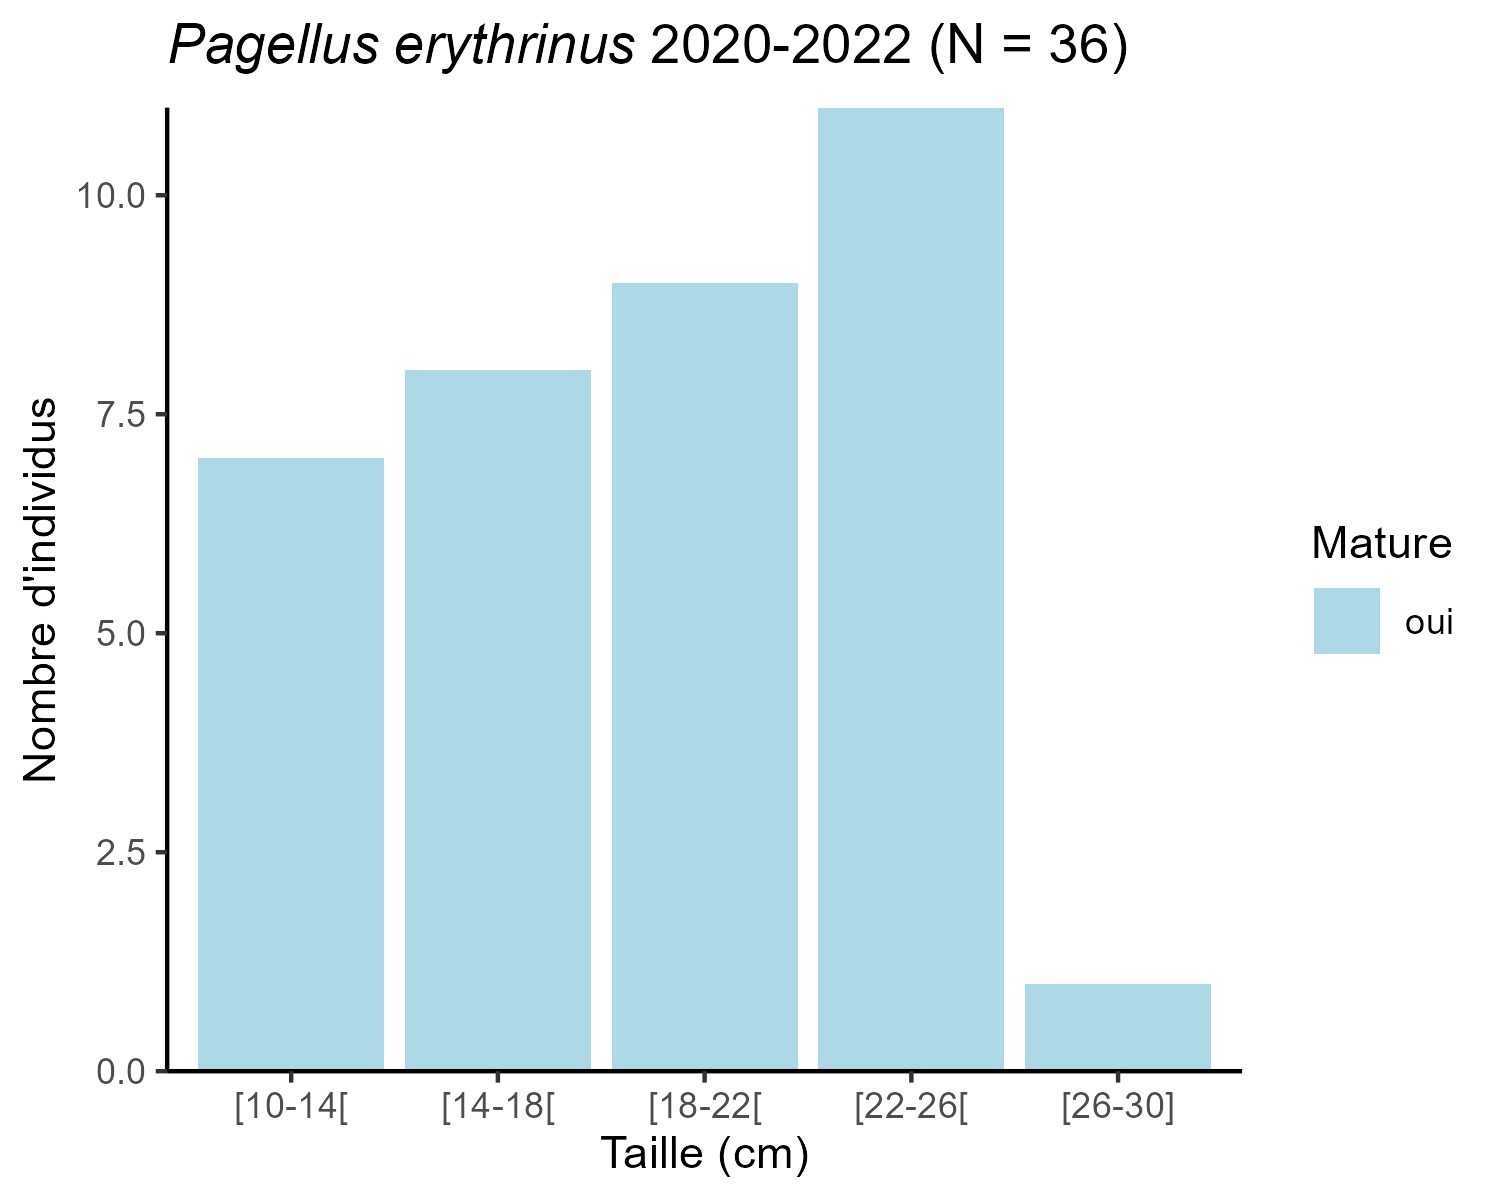 Pagellus erythrinus 2020-2022 (N = 36)
Nombre d'individus
10.0
7.5
5.0
2.5
0.0
[10-14[
[14-18[
[18-22[
[22-26[
[26-30]
Taille (cm)
Mature
oui